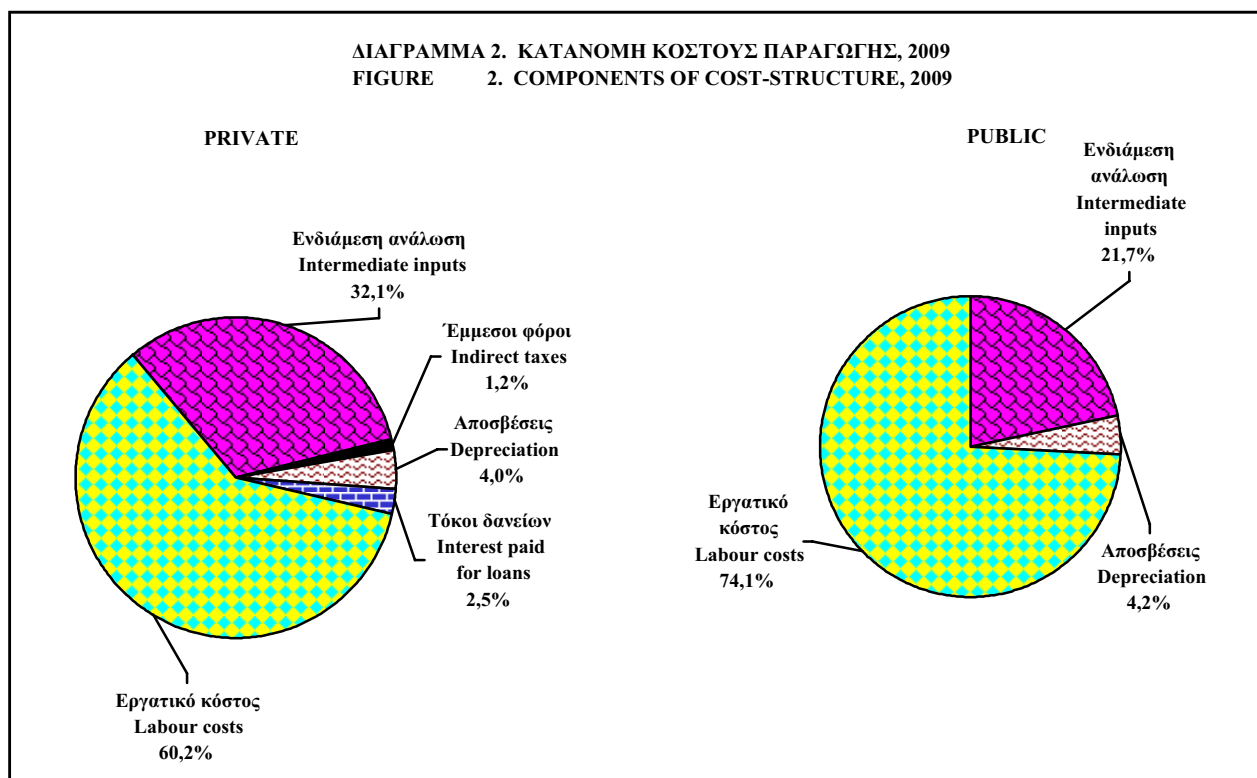 ΔΙΑΓΡΑΜΜΑ 2. ΚΑΤΑΝΟΜΗ ΚΟΣΤΟΥΣ ΠΑΡΑΓΩΓΗΣ, 2009
FIGURE 2. COMPONENTS OF COST-STRUCTURE, 2009
PRIVATE
Ενδιάμεση ανάλωση
Intermediate inputs
32,1%
Έμμεσοι φόροι
Indirect taxes
1,2%
Αποσβέσεις
Depreciation
4,0%
Τόκοι δανείων
Interest paid
for loans
2,5%
Εργατικό κόστος
Labour costs
60,2%
PUBLIC
Ενδιάμεση
ανάλωση
Intermediate
inputs
21,7%
Αποσβέσεις
Depreciation
4,2%
Εργατικό
κόστος
Labour costs
74,1%